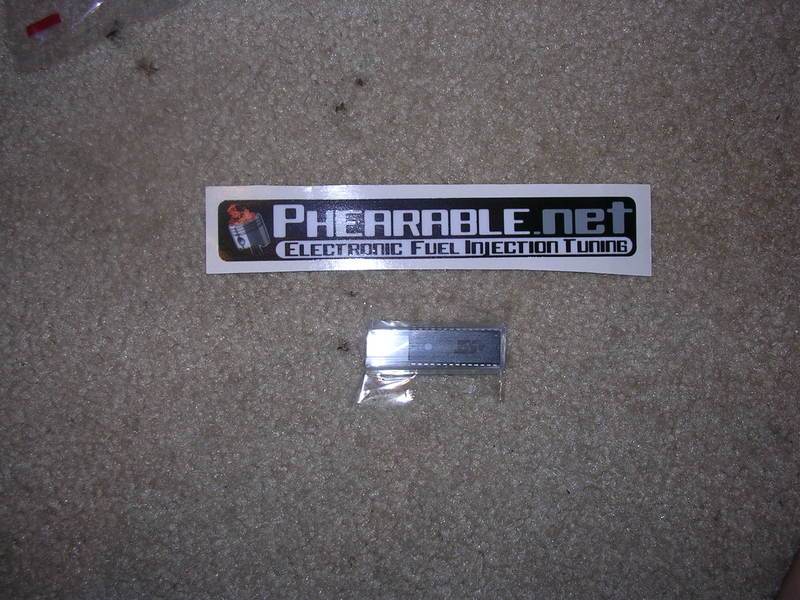 PHEARABLE.net
ELECTRONIC FUEL INJECTION TUNING